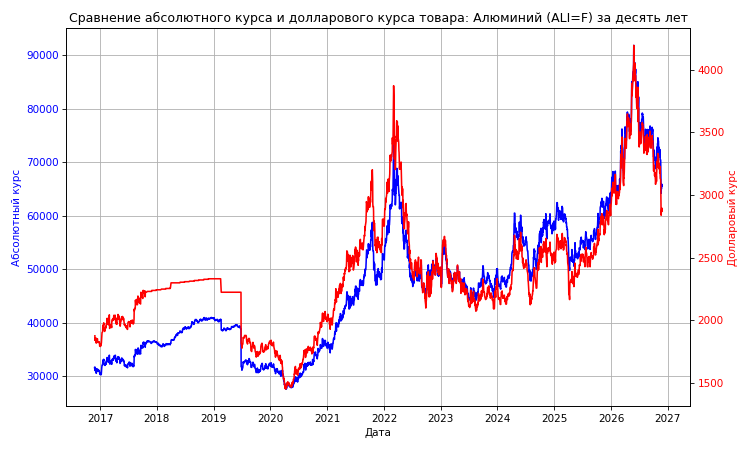 Сравнение абсолютного курса и долларового курса товара: Алюминий (ALI=F) за десять лет
90000
80000
70000
60000
50000
40000
30000
Абсолютный курс
4000
3500
3000
2500
2000
1500
Долларовый курс
2017 2018 2019 2020 2021 2022 2023 2024 2025 2026 2027
Дата